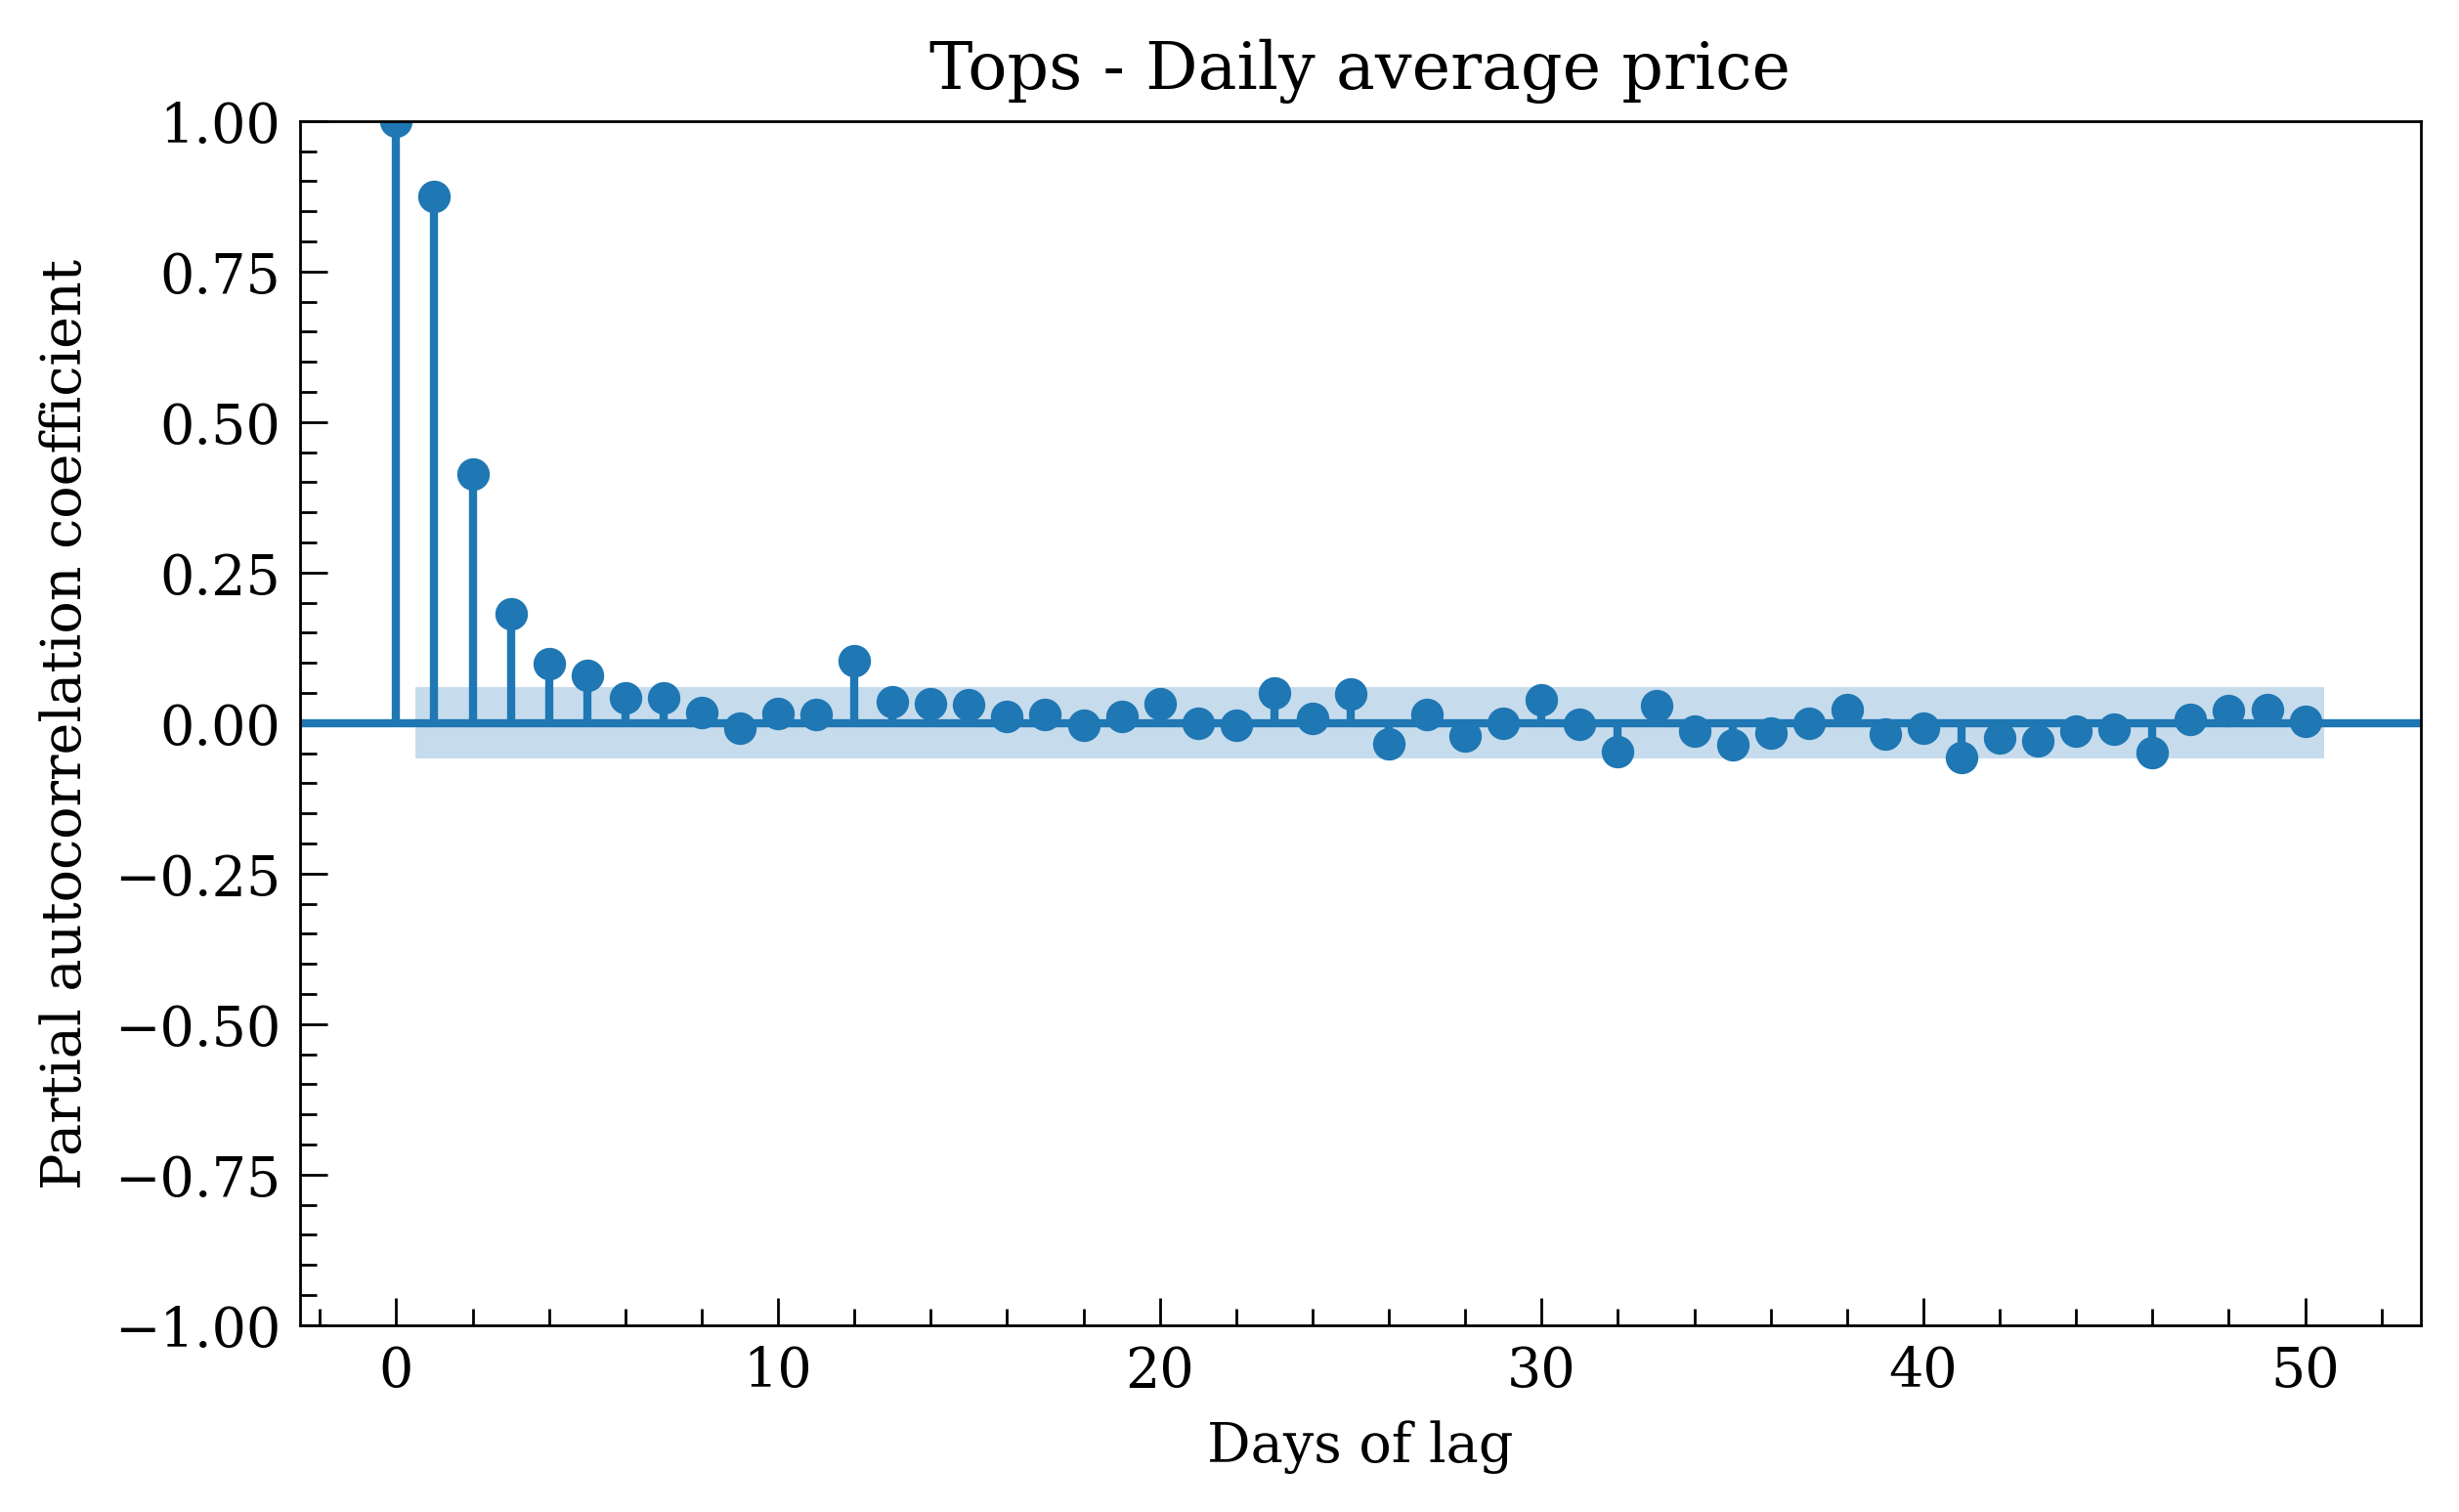 Tops - Daily average price
Partial autocorrelation coefficient
1.00
0.75
0.50
0.25
0.00
−0.25
−0.50
−0.75
−1.00
0 10 20 30 40 50
Days of lag